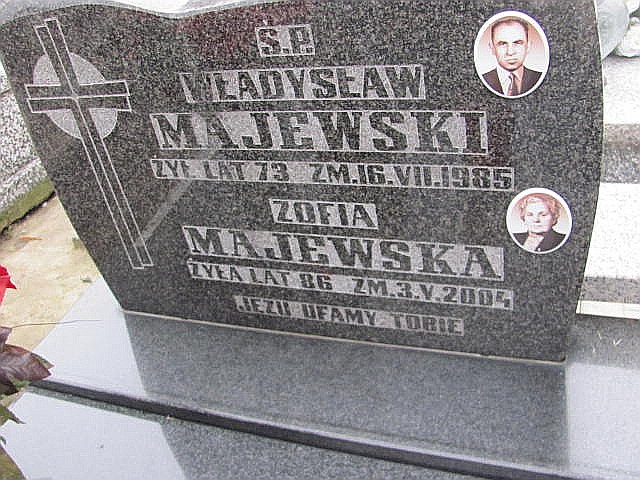 Ś.P.
WŁADYSŁAW
MAJEWSKI
ŻYŁ LAT 73 ZM.16.VII.1985
ZOFIA
MAJEWSKA
ŻYŁA LAT 86 ZM.3.V.2004
JEZU UFAMY TOBIE